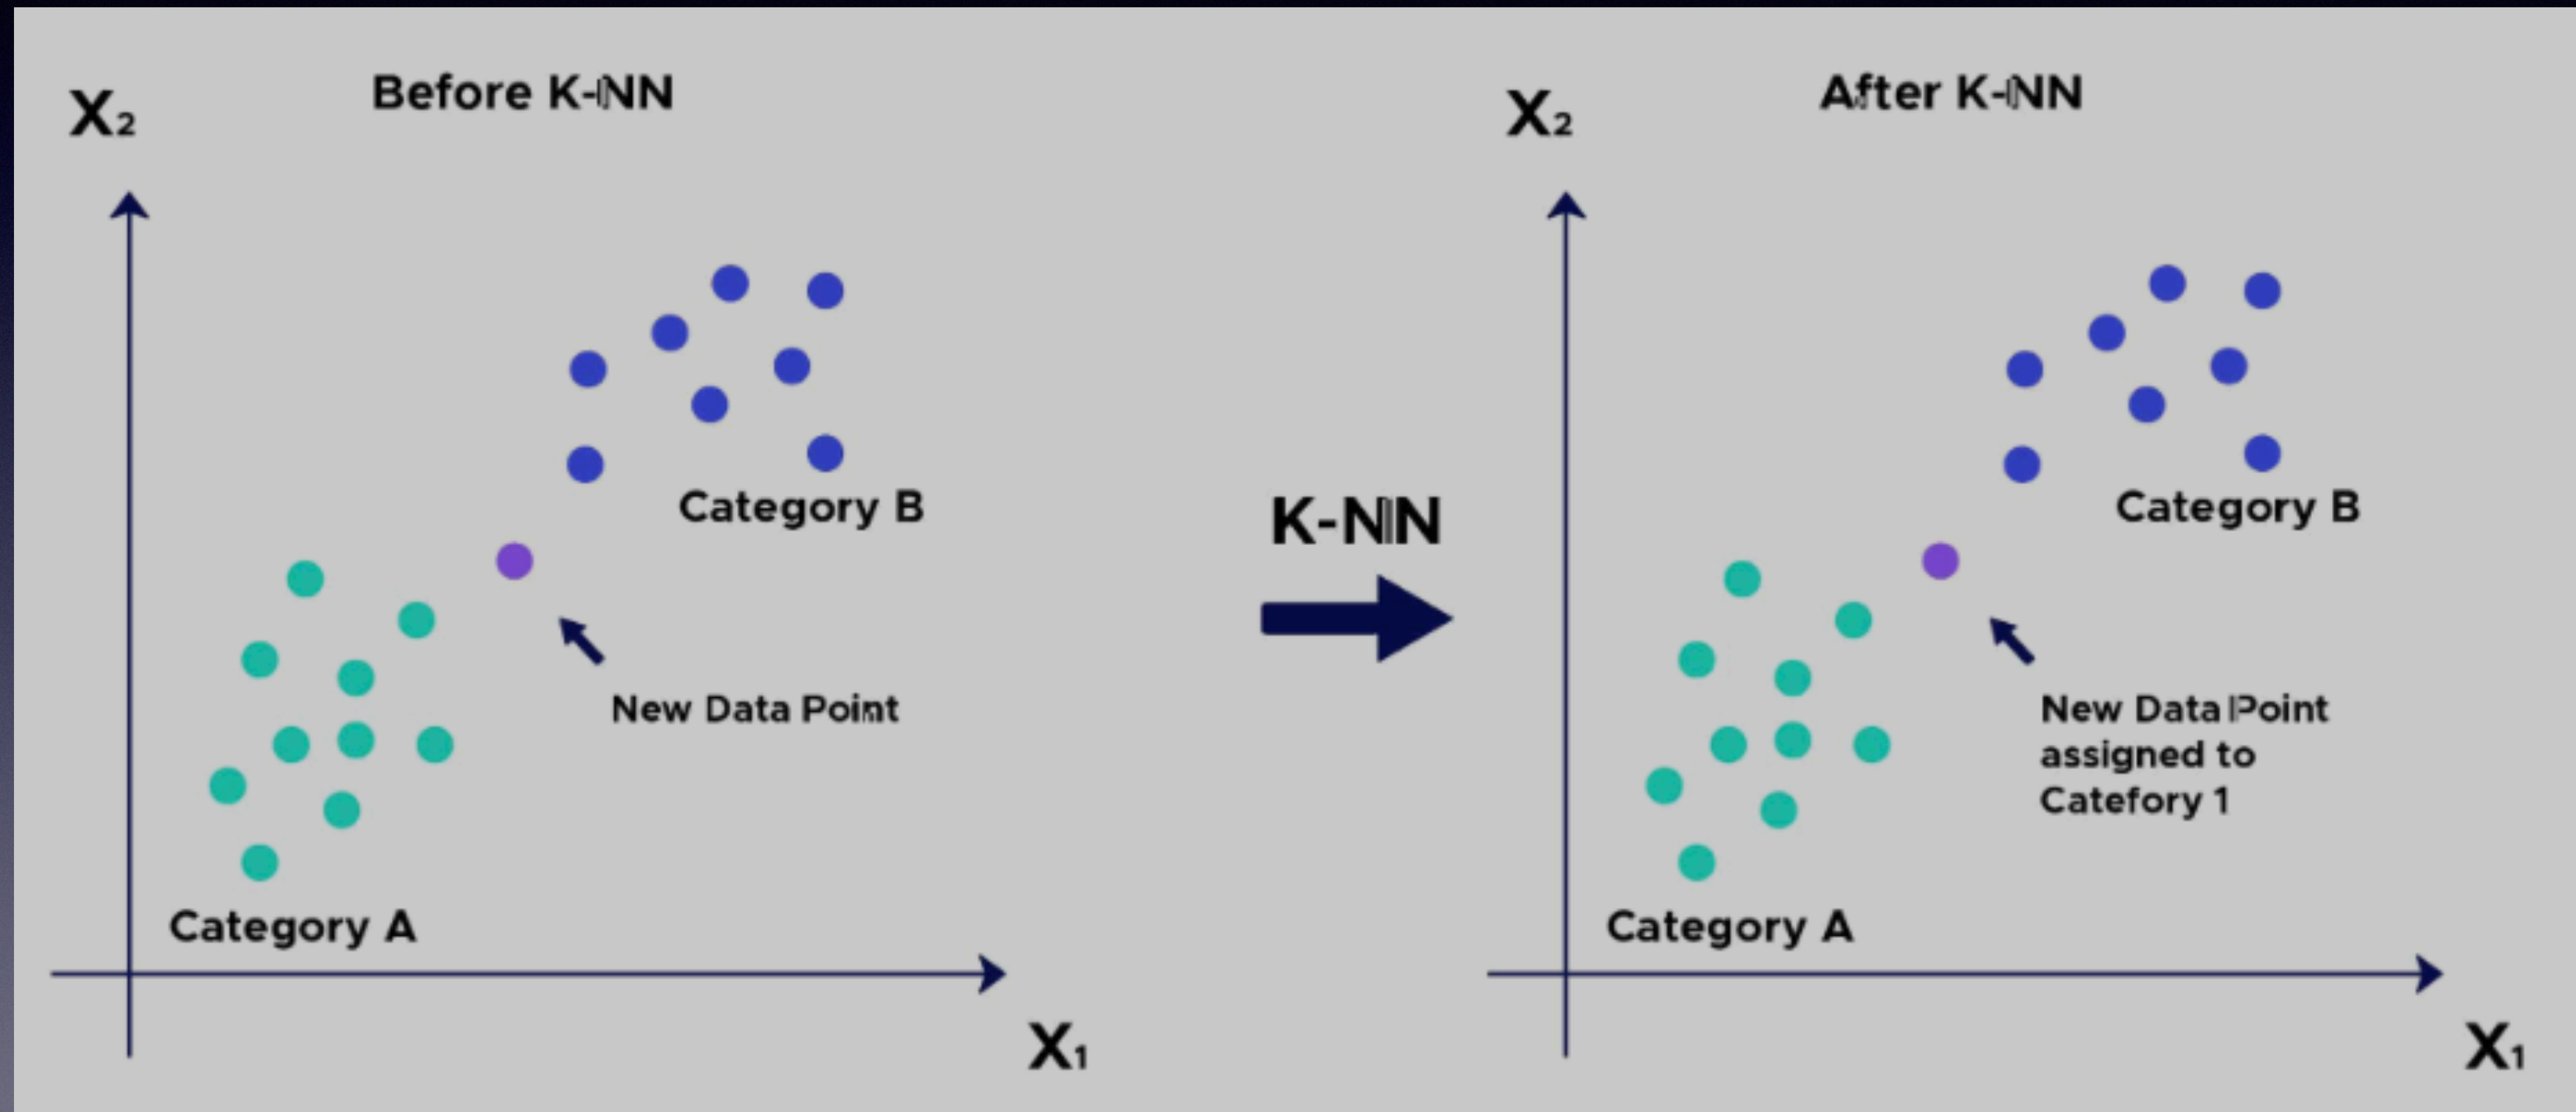 Before K-NN
X₂
Category B
New Data Point
Category A
X₁
K-NN
After K-NN
X₂
Category B
New Data Point
assigned to
Catefory 1
Category A
X₁